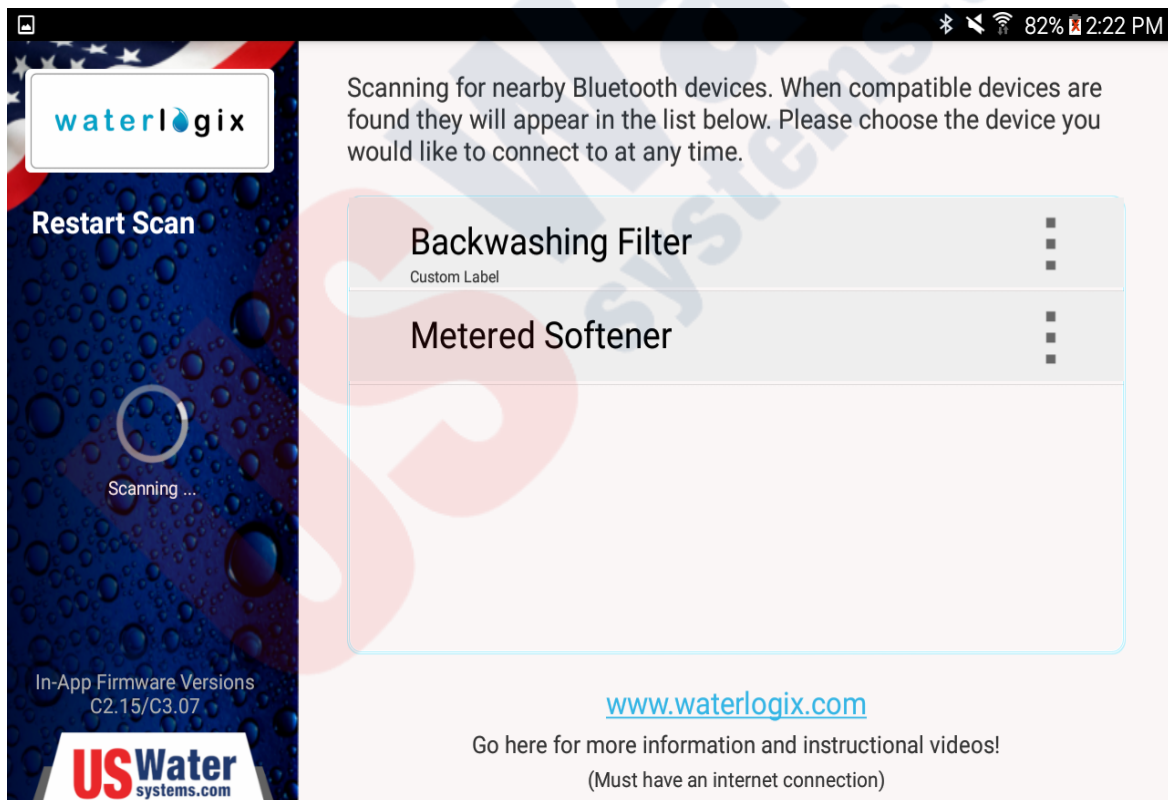 82% 2:22 PM
waterlogix
Restart Scan
Scanning ...
In-App Firmware Versions
C2.15/C3.07
USWater
systems.com
Scanning for nearby Bluetooth devices. When compatible devices are
found they will appear in the list below. Please choose the device you
would like to connect to at any time.
Backwashing Filter
Custom Label
Metered Softener
www.waterlogix.com
Go here for more information and instructional videos!
(Must have an internet connection)
US Wa
systems